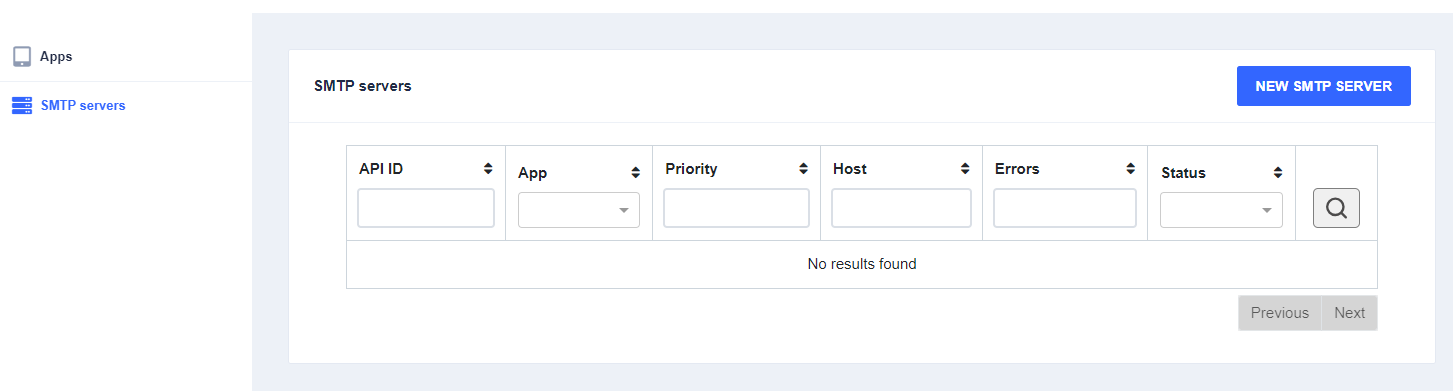 Apps
SMTP servers
SMTP servers
NEW SMTP SERVER
API ID
App
Priority
Host
Errors
Status
No results found
Previous
Next